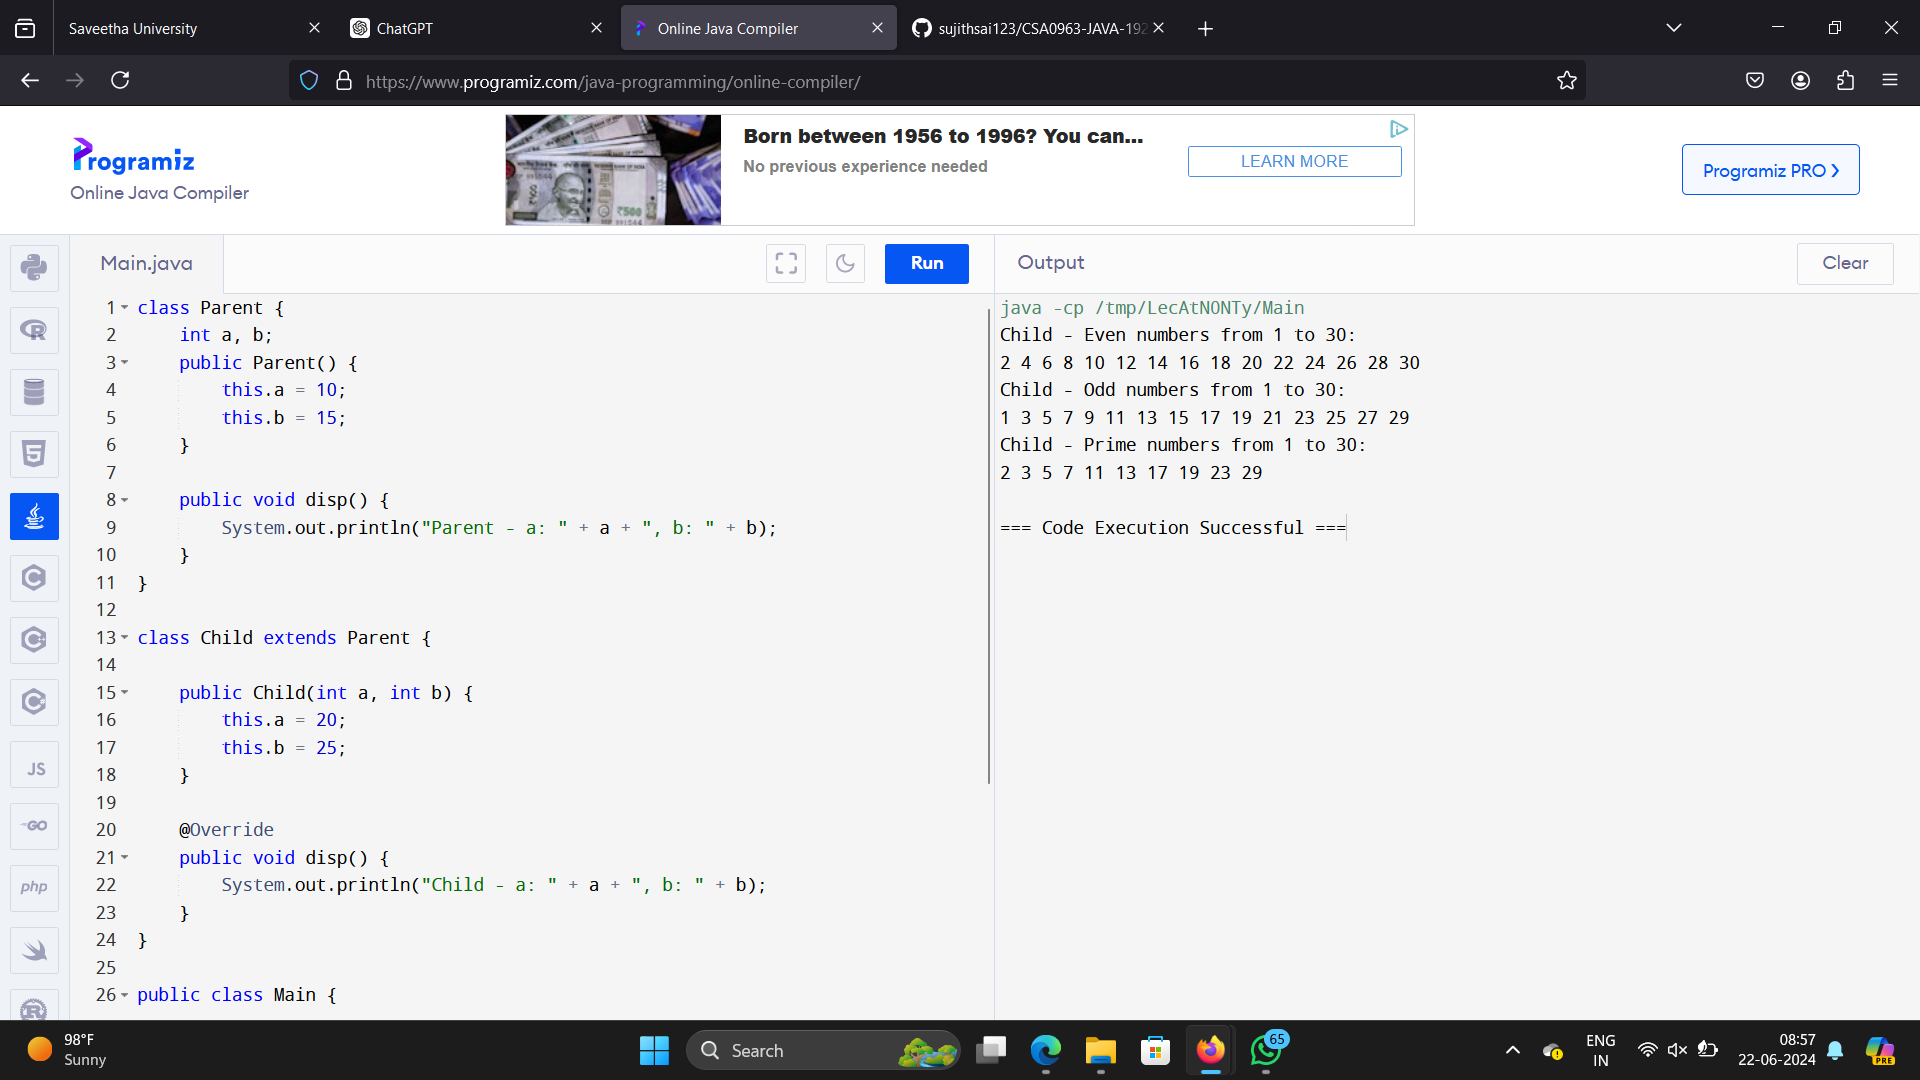 Saveetha University
ChatGPT
Online Java Compiler
sujithsai123/CSA0963-JAVA-192
https://www.programiz.com/java-programming/online-compiler/
Programiz
Online Java Compiler
Born between 1956 to 1996? You can...
No previous experience needed
LEARN MORE
Programiz PRO
Main.java
Run
Output
Clear
1 class Parent {
2     int a, b;
3     public Parent() {
4         this.a = 10;
5         this.b = 15;
6     }
7
8     public void disp() {
9         System.out.println("Parent - a: " + a + ", b: " + b);
10     }
11 }
12
13 class Child extends Parent {
14
15     public Child(int a, int b) {
16         this.a = 20;
17         this.b = 25;
18     }
19
20     @Override
21     public void disp() {
22         System.out.println("Child - a: " + a + ", b: " + b);
23     }
24 }
25
26 public class Main {
java -cp /tmp/LecAtNONTy/Main
Child - Even numbers from 1 to 30:
2 4 6 8 10 12 14 16 18 20 22 24 26 28 30
Child - Odd numbers from 1 to 30:
1 3 5 7 9 11 13 15 17 19 21 23 25 27 29
Child - Prime numbers from 1 to 30:
2 3 5 7 11 13 17 19 23 29
=== Code Execution Successful ===
JS
GO
php
98°F
Sunny
Search
65
ENG
IN
08:57
22-06-2024
PRE